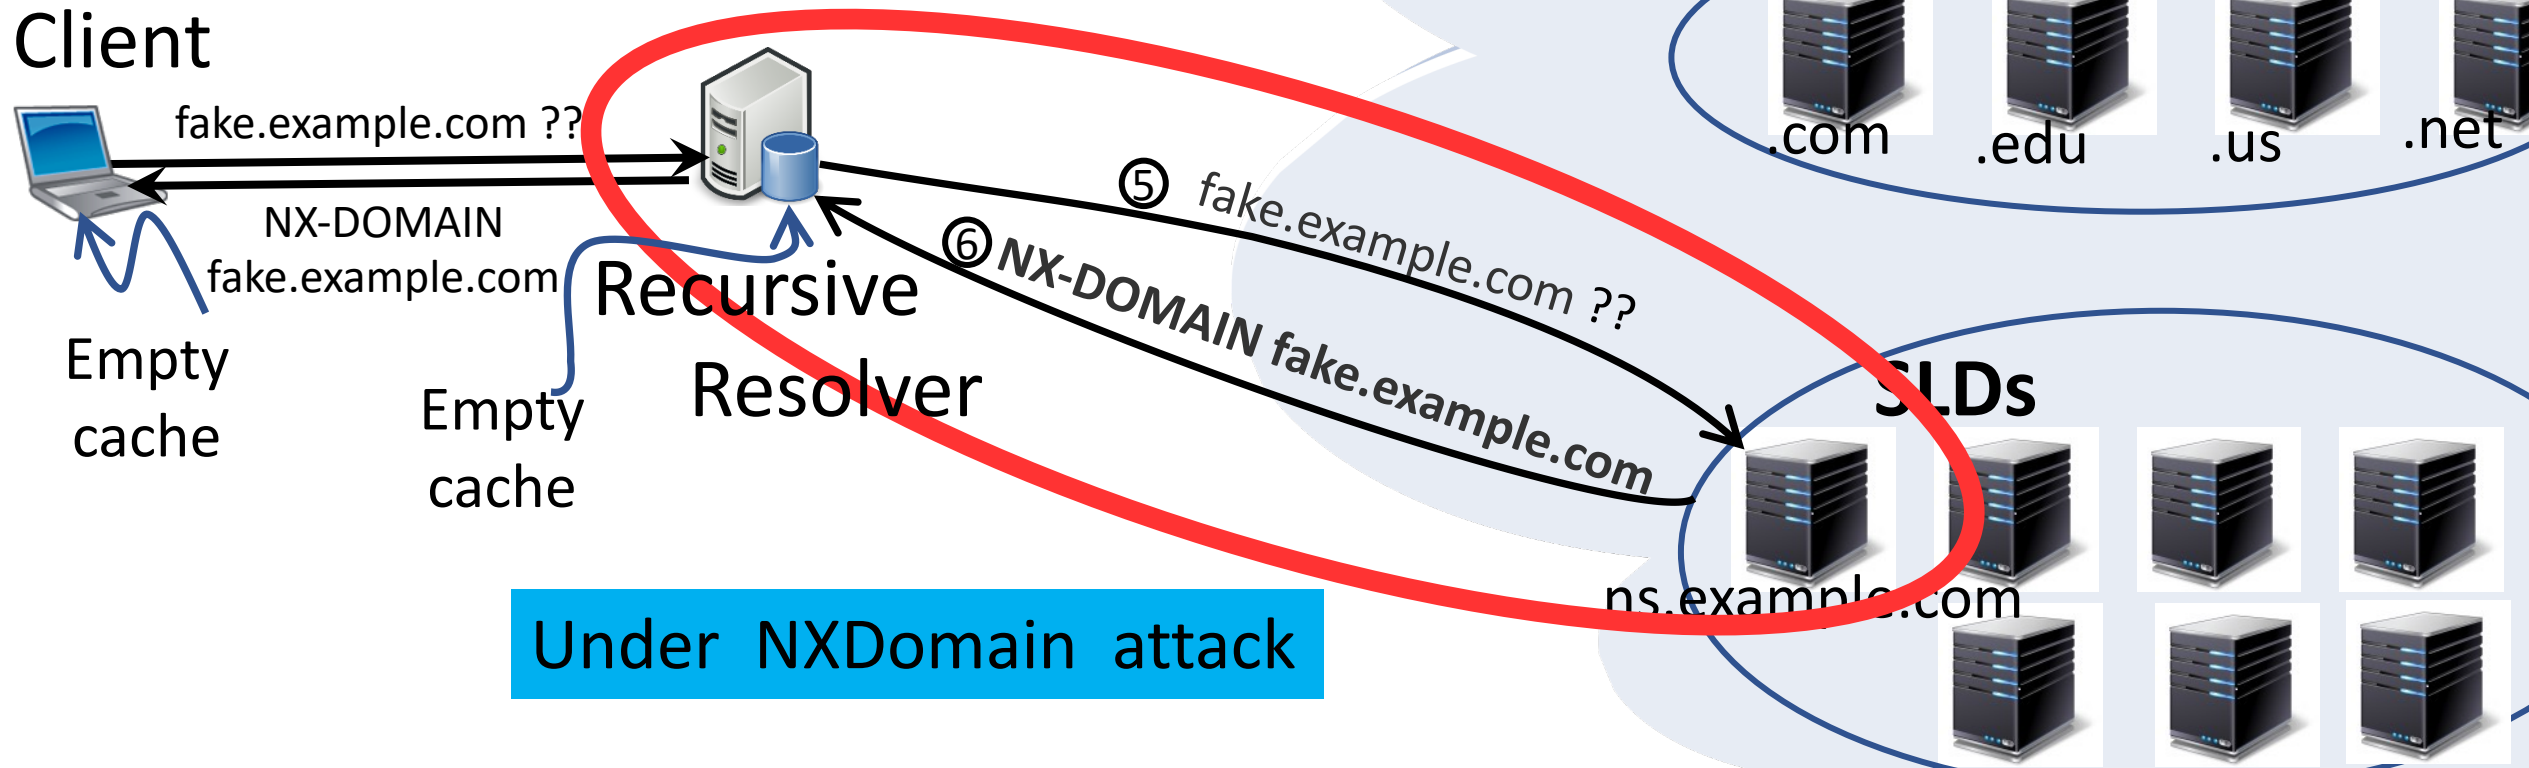 Client
fake.example.com ??
NX-DOMAIN
fake.example.com
Empty
cache
Empty
cache
Recursive
Resolver
⑤ fake.example.com ??
⑥ NX-DOMAIN fake.example.com
.com
.edu
.us
.net
SLDs
ns.example.com
Under NXDomain attack